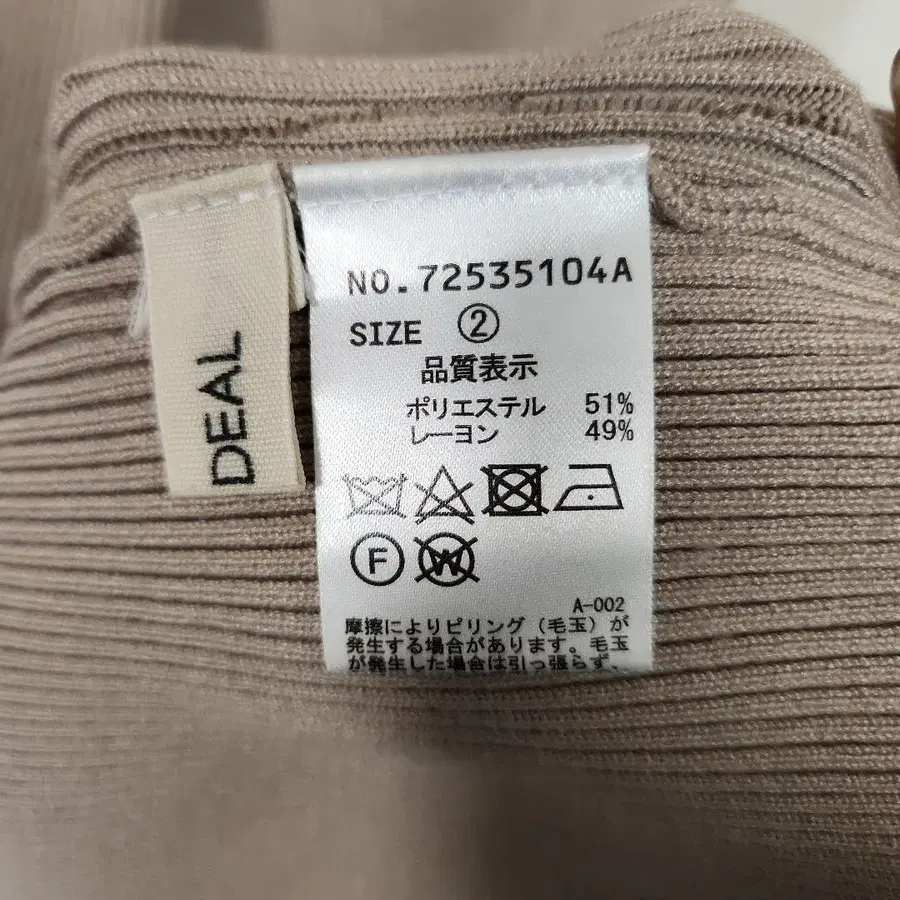 DEAL
NO.72535104A
SIZE ②
品質表示
ポリエステル 51%
レーヨン 49%
F W
A-002
摩擦によりピリング(毛玉)が
発生する場合があります。毛玉
が発生した場合は引っ張らず、